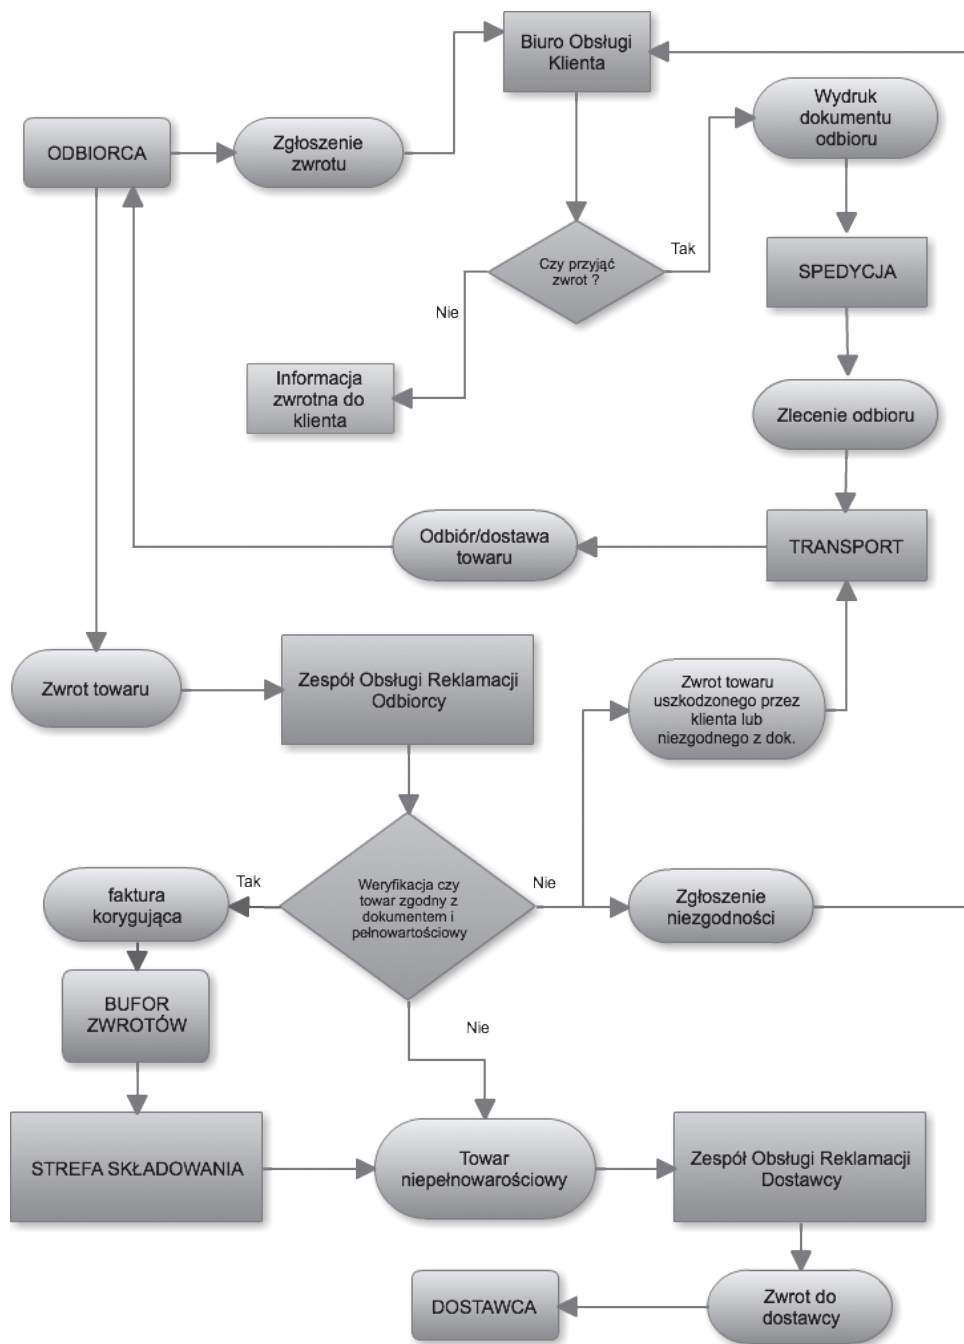 Biuro Obsługi
Klienta
Wydruk
dokumentu
odbioru
ODBIORCA
Zgłoszenie
zwrotu
Tak
Czy przyjąć
zwrot ?
SPEDYCJA
Nie
Informacja
zwrotna do
klienta
Zlecenie odbioru
Odbiór/dostawa
towaru
TRANSPORT
Zwrot towaru
Zespół Obsługi Reklamacji
Odbiorcy
Zwrot towaru
uszkodzonego przez
klienta lub
niezgodnego z dok.
faktura
korygująca
Tak
Weryfikacja czy
towar zgodny z
dokumentem i
pełnowartościowy
Nie
Zgłoszenie
niezgodności
BUFOR
ZWROTÓW
Nie
STREFA SKŁADOWANIA
Towar
niepełnowarościowy
Zespół Obsługi Reklamacji
Dostawcy
DOSTAWCA
Zwrot do
dostawcy